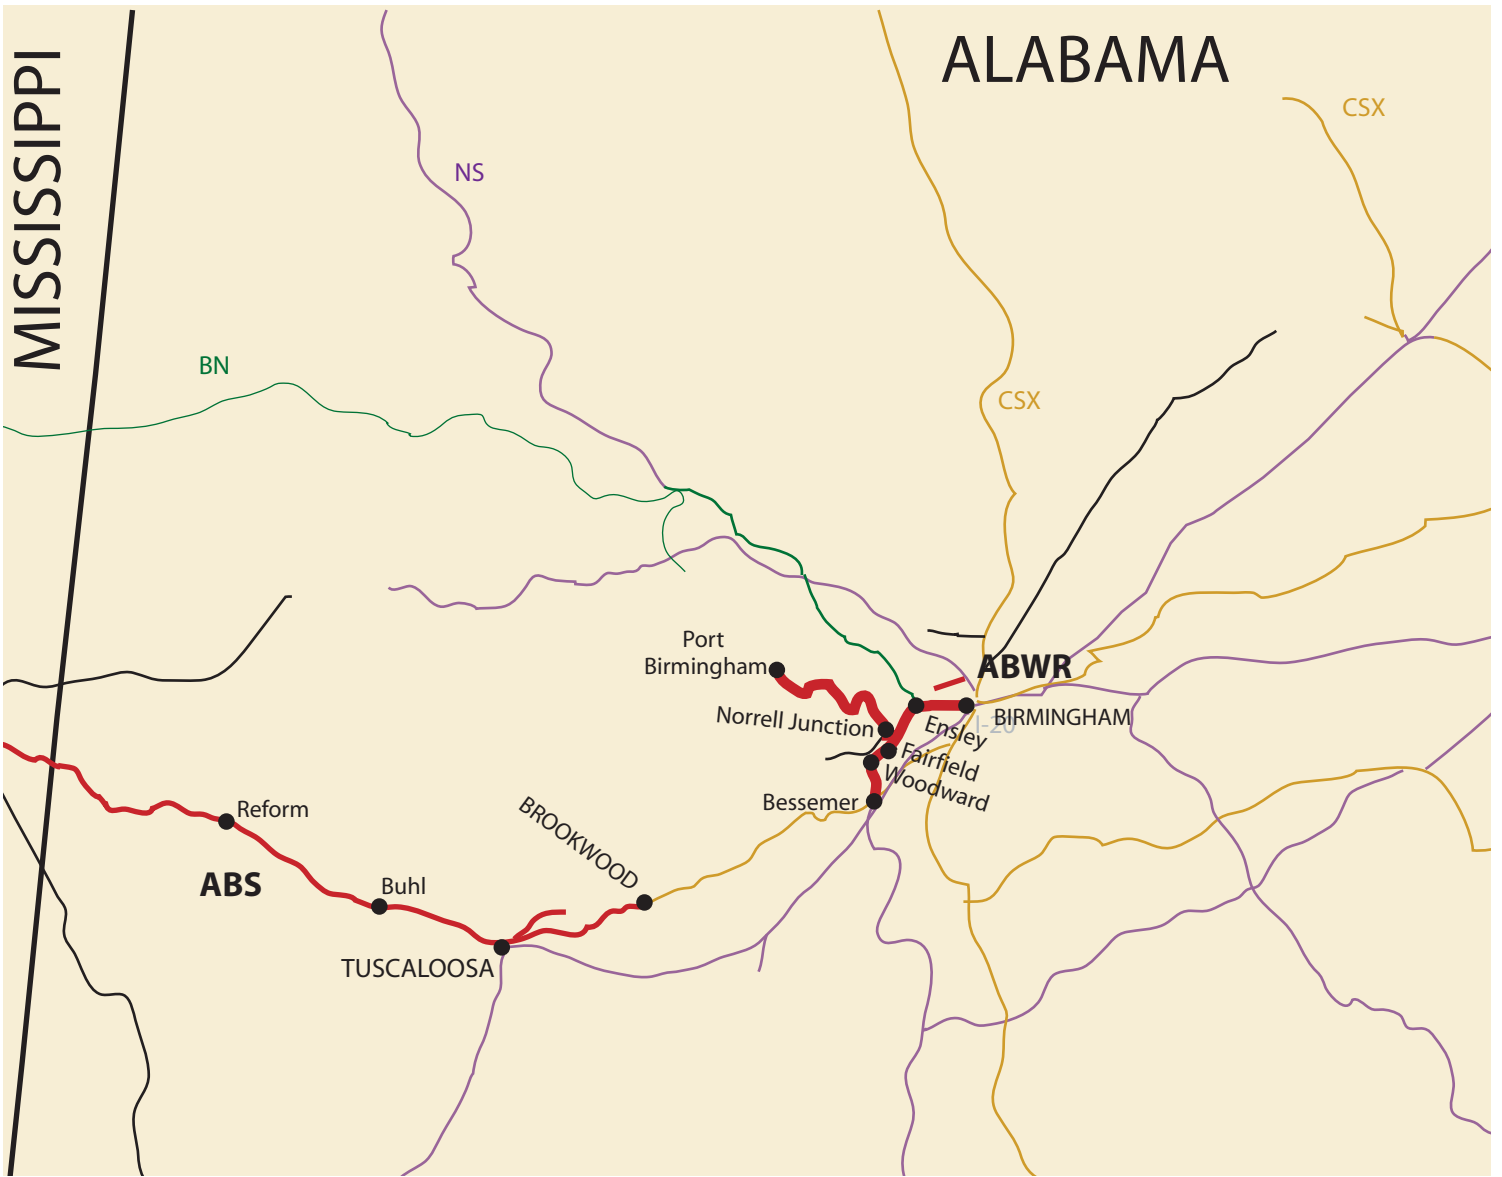 MISSISSIPPI
ALABAMA
CSX
NS
BN
CSX
Port
Birmingham
ABWR
Norrell Junction
BIRMINGHAM
I-20
Ensley
Fairfield
Woodward
Bessemer
Reform
BROOKWOOD
ABS
Buhl
TUSCALOOSA